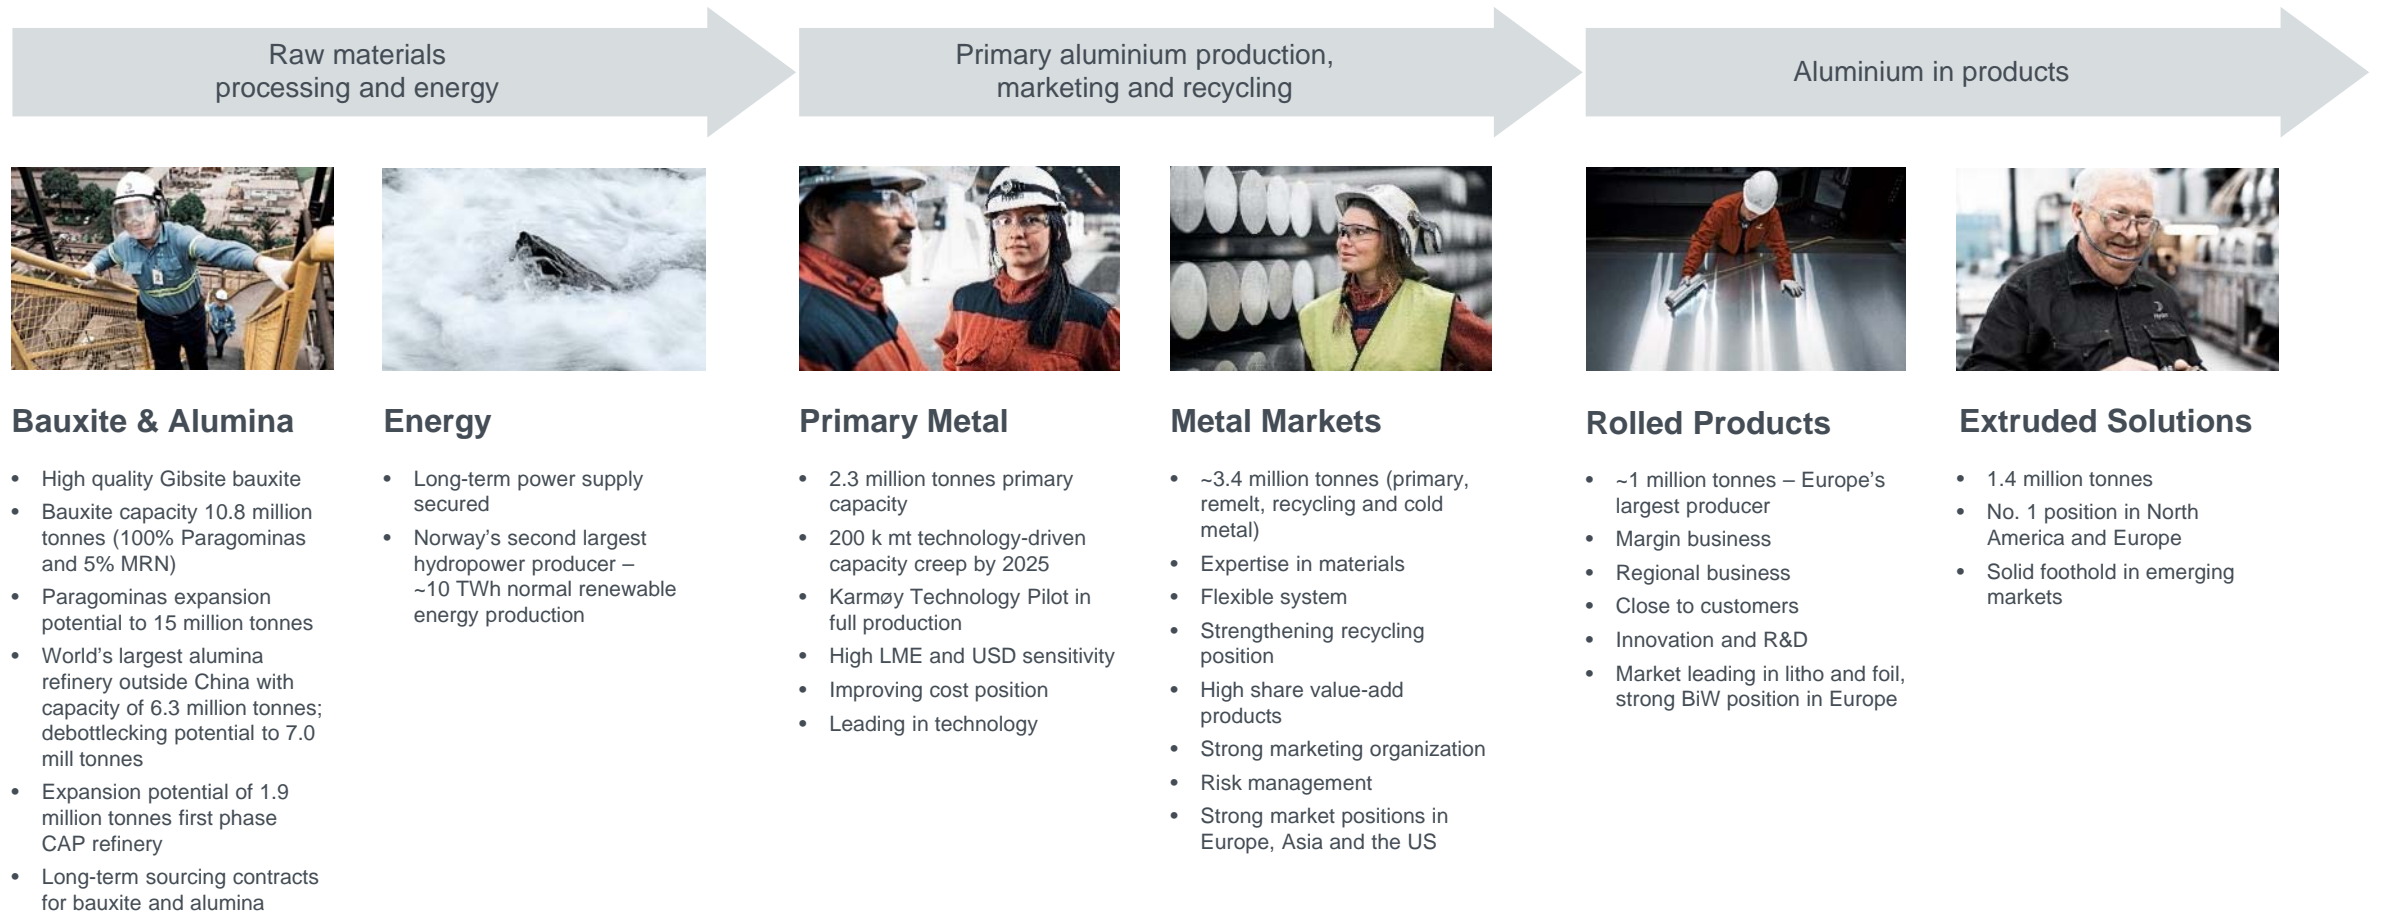 Raw materials
processing and energy
Primary aluminium production,
marketing and recycling
Aluminium in products
Bauxite & Alumina
• High quality Gibsite bauxite
• Bauxite capacity 10.8 million
tonnes (100% Paragominas
and 5% MRN)
• Paragominas expansion
potential to 15 million tonnes
• World’s largest alumina
refinery outside China with
capacity of 6.3 million tonnes;
debottlecking potential to 7.0
mill tonnes
• Expansion potential of 1.9
million tonnes first phase
CAP refinery
• Long-term sourcing contracts
for bauxite and alumina
Energy
• Long-term power supply
secured
• Norway’s second largest
hydropower producer –
~10 TWh normal renewable
energy production
Primary Metal
• 2.3 million tonnes primary
capacity
• 200 k mt technology-driven
capacity creep by 2025
• Karmøy Technology Pilot in
full production
• High LME and USD sensitivity
• Improving cost position
• Leading in technology
Metal Markets
• ~3.4 million tonnes (primary,
remelt, recycling and cold
metal)
• Expertise in materials
• Flexible system
• Strengthening recycling
position
• High share value-add
products
• Strong marketing organization
• Risk management
• Strong market positions in
Europe, Asia and the US
Rolled Products
• ~1 million tonnes – Europe’s
largest producer
• Margin business
• Regional business
• Close to customers
• Innovation and R&D
• Market leading in litho and foil,
strong BiW position in Europe
Extruded Solutions
• 1.4 million tonnes
• No. 1 position in North
America and Europe
• Solid foothold in emerging
markets